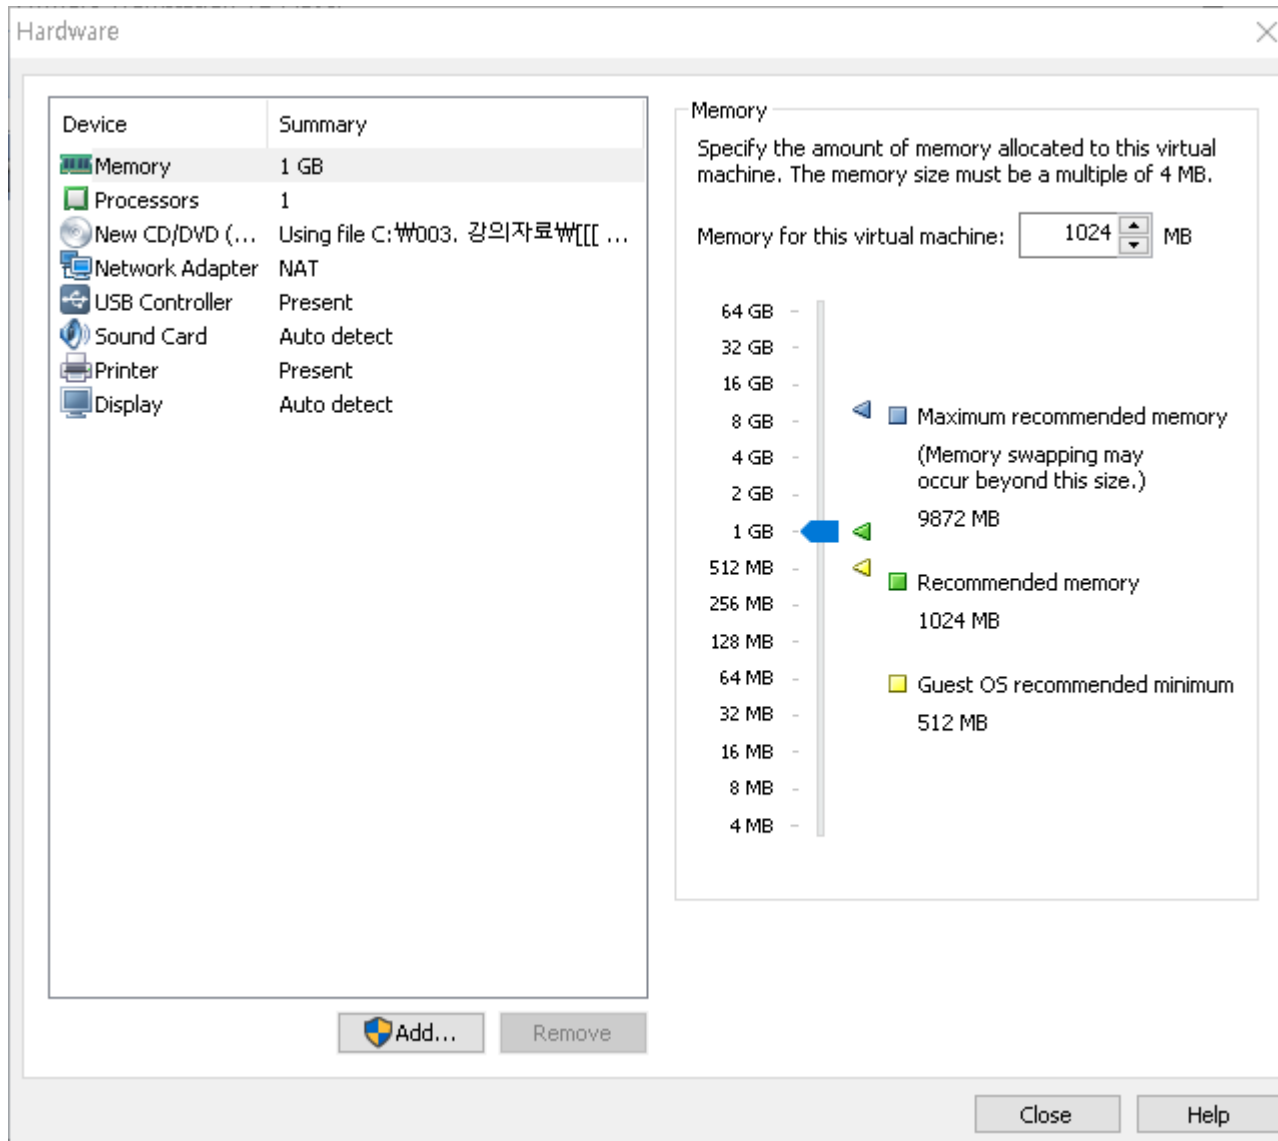 Hardware
Device Summary
Memory 1 GB
Processors 1
New CD/DVD (... Using file C:₩003. 강의자료₩[[[ ...
Network Adapter NAT
USB Controller Present
Sound Card Auto detect
Printer Present
Display Auto detect
Add...
Remove
Memory
Specify the amount of memory allocated to this virtual
machine. The memory size must be a multiple of 4 MB.
Memory for this virtual machine: 1024 MB
64 GB
32 GB
16 GB
8 GB
4 GB
2 GB
1 GB
512 MB
256 MB
128 MB
64 MB
32 MB
16 MB
8 MB
4 MB
Maximum recommended memory
(Memory swapping may
occur beyond this size.)
9872 MB
Recommended memory
1024 MB
Guest OS recommended minimum
512 MB
Close
Help